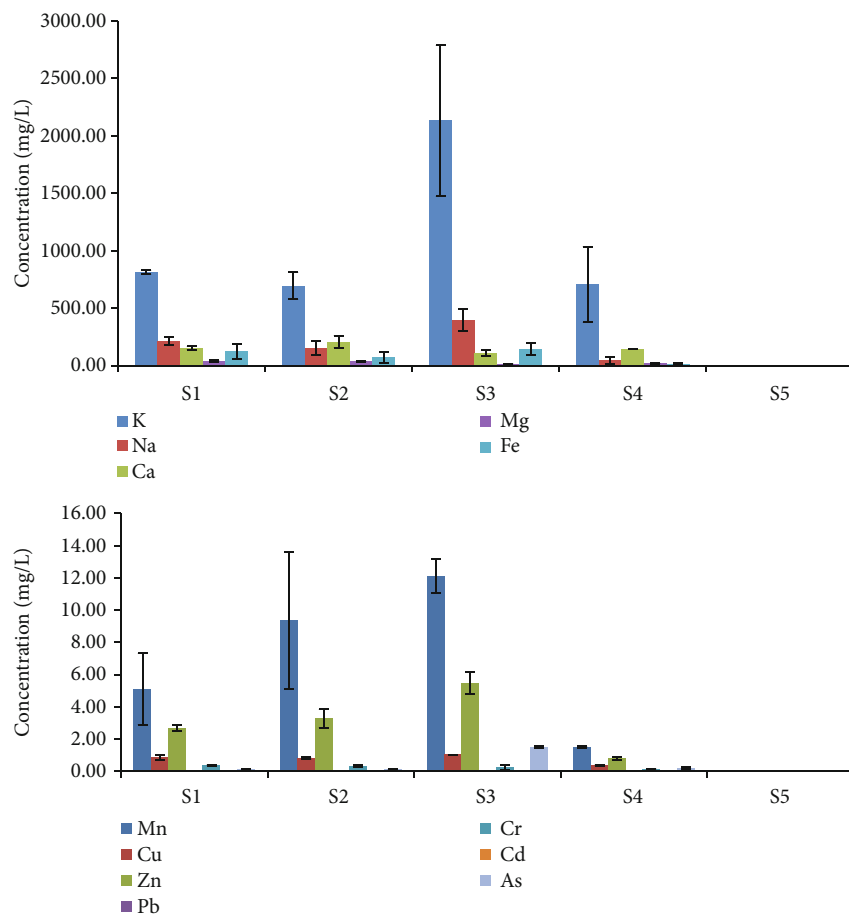 Concentration (mg/L)
3000.00
2500.00
2000.00
1500.00
1000.00
500.00
0.00
S1 S2 S3 S4 S5
K Mg
Na Fe
Ca
Concentration (mg/L)
16.00
14.00
12.00
10.00
8.00
6.00
4.00
2.00
0.00
S1 S2 S3 S4 S5
Mn Cr
Cu Cd
Zn As
Pb